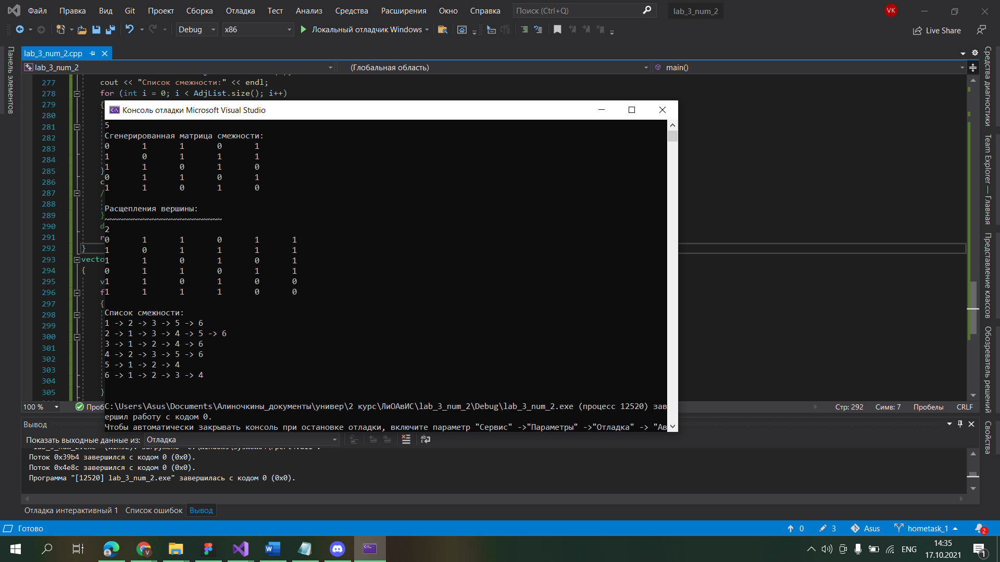 Файл Правка Вид Git Проект Сборка Отладка Тест Анализ Средства Расширения Окно Справка Поиск (Ctrl+Q) lab_3_num_2 VK
Debug x86 Локальный отладчик Windows Live Share
Панель элементов
lab_3_num_2.cpp
lab_3_num_2 (Глобальная область) main()
277 cout << "Список смежности:" << endl;
278 for (int i = 0; i < AdjList.size(); i++)
279 {
280
281
282
283
284
285 }
286 c
287 /
288
289 }
290 d
291 r
292 }
293 vecto
294 {
295 v
296 f
297 {
298
299
300
301
302
303
304
305 }
Консоль отладки Microsoft Visual Studio
5
Сгенерированная матрица смежности:
0 1 1 0 1
1 0 1 1 1
1 1 0 1 0
0 1 1 0 1
1 1 0 1 0
Расщепления вершины:
~~~~~~~~~~~~~~~~~~~~~~~~~
2
0 1 1 0 1 1
1 0 1 1 1 1
1 1 0 1 0 1
0 1 1 0 1 1
1 1 0 1 0 0
1 1 1 1 0 0
Список смежности:
1 -> 2 -> 3 -> 5 -> 6
2 -> 1 -> 3 -> 4 -> 5 -> 6
3 -> 1 -> 2 -> 4 -> 6
4 -> 2 -> 3 -> 5 -> 6
5 -> 1 -> 2 -> 4
6 -> 1 -> 2 -> 3 -> 4
C:\Users\Asus\Documents\Алиночкины_документы\универ\2 курс\ЛиОАвИС\lab_3_num_2\Debug\lab_3_num_2.exe (процесс 12520) зав
ершил работу с кодом 0.
Чтобы автоматически закрывать консоль при остановке отладки, включите параметр "Сервис" ->"Параметры" ->"Отладка" -> "Ав
100 % Проб Стр: 292 Симв: 7 Пробелы CRLF
Вывод
Показать выходные данные из: Отладка
Поток 0x39b4 завершился с кодом 0 (0x0).
Поток 0x4e8c завершился с кодом 0 (0x0).
Программа "[12520] lab_3_num_2.exe" завершилась с кодом 0 (0x0).
Отладка интерактивный 1 Список ошибок Вывод
Средства диагностики
Team Explorer — Главная
Представление классов
Обозреватель решений
Свойства
Готово 0 3 Asus hometask_1 2
ENG 14:35
17.10.2021
1